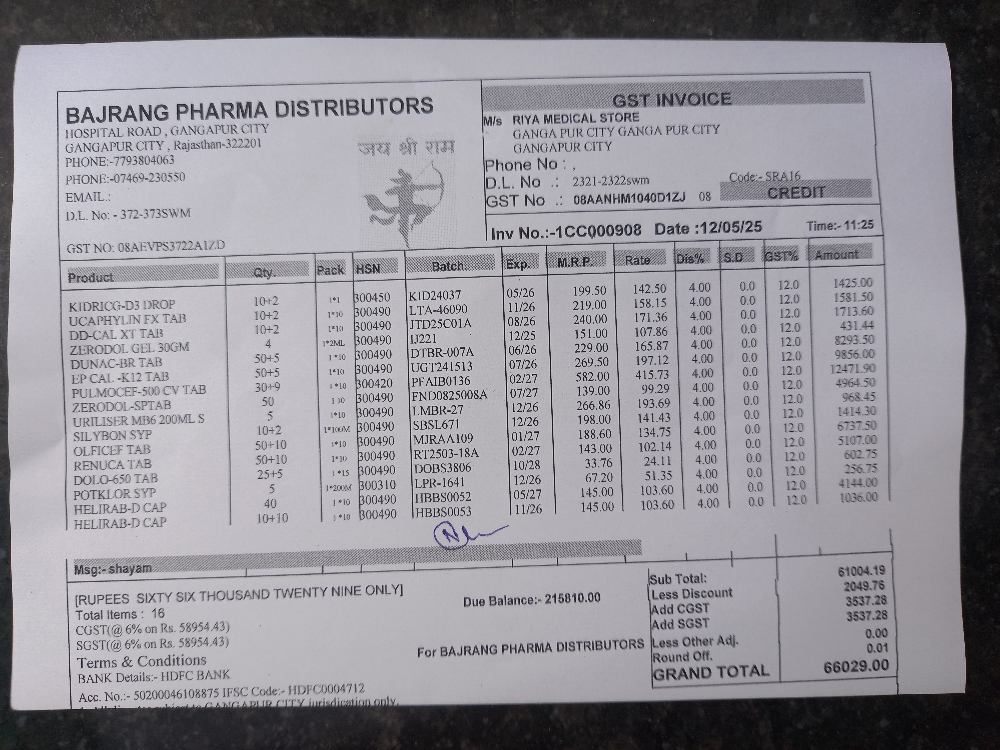 BAJRANG PHARMA DISTRIBUTORS
HOSPITAL ROAD , GANGAPUR CITY
GANGAPUR CITY , Rajasthan-322201
PHONE:-7793804063
PHONE:-07469-230550
EMAIL.:
D.L. No: - 372-373SWM
GST NO: 08AEVPS3722A1ZD
जय श्री राम
GST INVOICE
M/s RIYA MEDICAL STORE
GANGA PUR CITY GANGA PUR CITY
GANGAPUR CITY
Phone No : ,
D.L. No .: 2321-2322swm Code:- SRA16
GST No .: 08AANHM1040D1ZJ 08 CREDIT
Inv No.:-1CC000908 Date :12/05/25 Time:- 11:25
Product Qty. Pack HSN Batch Exp. M.R.P. Rate Dis% S.D GST% Amount
KIDRICG-D3 DROP 10+2 1*1 300450 KID24037 05/26 199.50 142.50 4.00 0.0 12.0 1425.00
UCAPHYLIN FX TAB 10+2 1*10 300490 LTA-46090 11/26 219.00 158.15 4.00 0.0 12.0 1581.50
DD-CAL XT TAB 10+2 1*10 300490 JTD25C01A 08/26 240.00 171.36 4.00 0.0 12.0 1713.60
ZERODOL GEL 30GM 4 1*2ML 300490 IJ221 12/25 151.00 107.86 4.00 0.0 12.0 431.44
DUNAC-BR TAB 50+5 1*10 300490 DTBR-007A 06/26 229.00 165.87 4.00 0.0 12.0 8293.50
EP CAL -K12 TAB 50+5 1*10 300490 UGT241513 07/26 269.50 197.12 4.00 0.0 12.0 9856.00
PULMOCEF-500 CV TAB 30+9 1*10 300420 PFAIB0136 02/27 582.00 415.73 4.00 0.0 12.0 12471.90
ZERODOL-SPTAB 50 1 10 300490 FND0825008A 07/27 139.00 99.29 4.00 0.0 12.0 4964.50
URILISER MB6 200ML S 5 1*10 300490 LMBR-27 12/26 266.86 193.69 4.00 0.0 12.0 968.45
SILYBON SYP 10+2 1*100M 300490 SBSL671 12/26 198.00 141.43 4.00 0.0 12.0 1414.30
OLFICEF TAB 50+10 1*10 300490 MJRAA109 01/27 188.60 134.75 4.00 0.0 12.0 6737.50
RENUCA TAB 50+10 1*10 300490 RT2503-18A 02/27 143.00 102.14 4.00 0.0 12.0 5107.00
DOLO-650 TAB 25+5 1*15 300490 DOBS3806 10/28 33.76 24.11 4.00 0.0 12.0 602.75
POTKLOR SYP 5 1*200M 300310 LPR-1641 12/26 67.20 51.35 4.00 0.0 12.0 256.75
HELIRAB-D CAP 40 1*10 300490 HBBS0052 05/27 145.00 103.60 4.00 0.0 12.0 4144.00
HELIRAB-D CAP 10+10 1*10 300490 HBBS0053 11/26 145.00 103.60 4.00 0.0 12.0 1036.00
Msg:- shayam
[RUPEES SIXTY SIX THOUSAND TWENTY NINE ONLY]
Total Items : 16
Due Balance:- 215810.00
CGST(@ 6% on Rs. 58954.43)
SGST(@ 6% on Rs. 58954.43)
Terms & Conditions
For BAJRANG PHARMA DISTRIBUTORS
BANK Details:- HDFC BANK
Acc. No.:- 50200046108875 IFSC Code:- HDFC0004712
GANGAPUR CITY jurisdication only.
Sub Total: 61004.19
Less Discount 2049.76
Add CGST 3537.28
Add SGST 3537.28
Less Other Adj. 0.00
Round Off. 0.01
GRAND TOTAL 66029.00